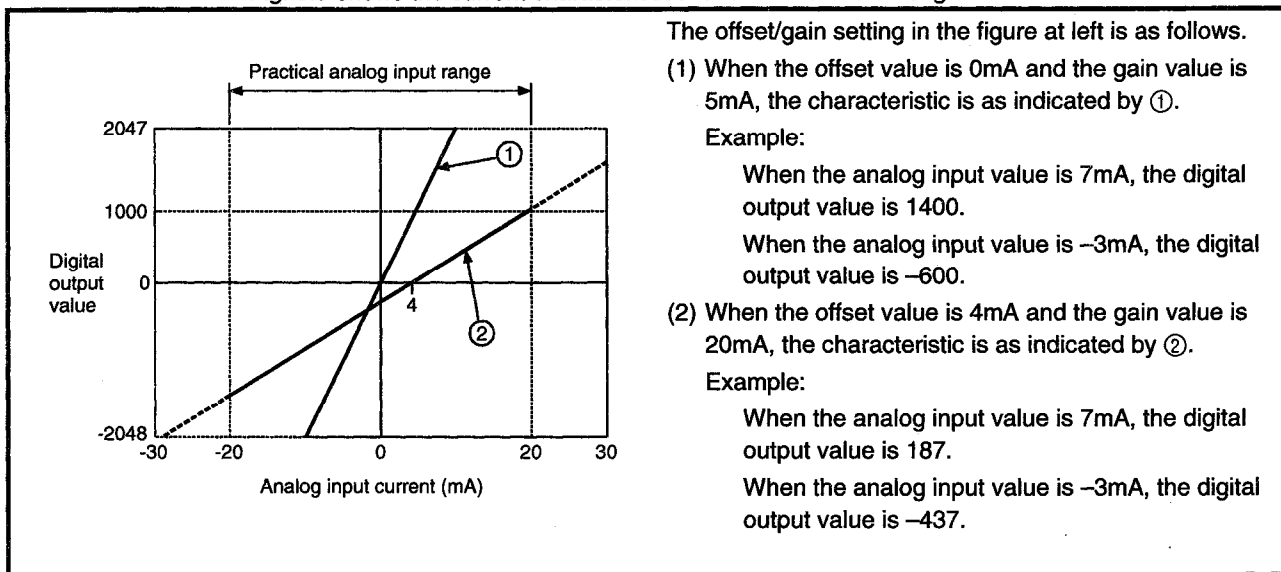 Practical analog input range
2047
1000
0
-2048
Digital
output
value
-30
-20
0
20
30
4
①
②
Analog input current (mA)
The offset/gain setting in the figure at left is as follows.
(1) When the offset value is 0mA and the gain value is
5mA, the characteristic is as indicated by ①.
Example:
When the analog input value is 7mA, the digital
output value is 1400.
When the analog input value is –3mA, the digital
output value is –600.
(2) When the offset value is 4mA and the gain value is
20mA, the characteristic is as indicated by ②.
Example:
When the analog input value is 7mA, the digital
output value is 187.
When the analog input value is –3mA, the digital
output value is –437.